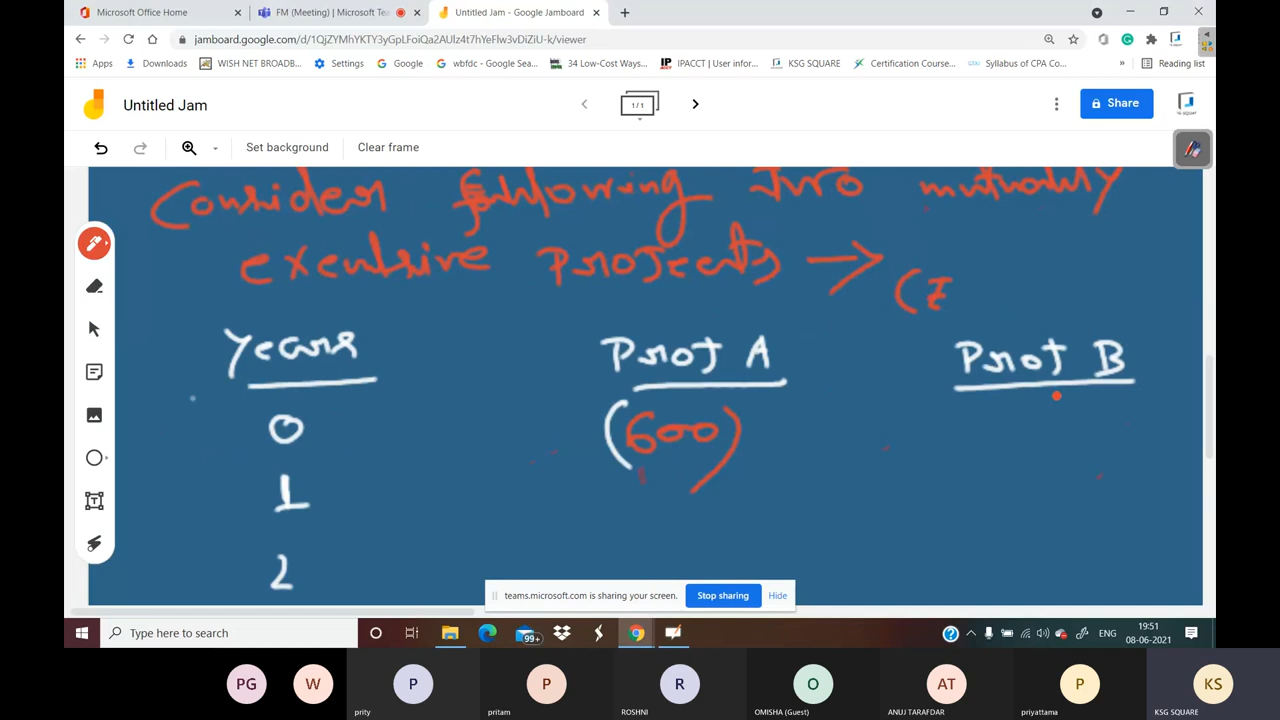 Microsoft Office Home
FM (Meeting) | Microsoft Tea
Untitled Jam - Google Jamboard
jamboard.google.com/d/1QjZYMhYKTY3yGpLFoiQa2AUlz4t7hYeFlw3vDiZiU-k/viewer
Apps Downloads WISH NET BROADB... Settings Google wbfdc - Google Sea... 34 Low-Cost Ways... IPACCT | User infor... KSG SQUARE Certification Course... Syllabus of CPA Co... » Reading list
Untitled Jam
1/1
Share
Set background Clear frame
Consider following two mutually
exclusive projects →
(
Years Proj A Proj B
0 (600)
1
2
teams.microsoft.com is sharing your screen. Stop sharing Hide
Type here to search
99+
ENG
19:51
08-06-2021
PG W P P R O AT P KS
prity pritam ROSHNI OMISHA (Guest) ANUJ TARAFDAR priyattama KSG SQUARE